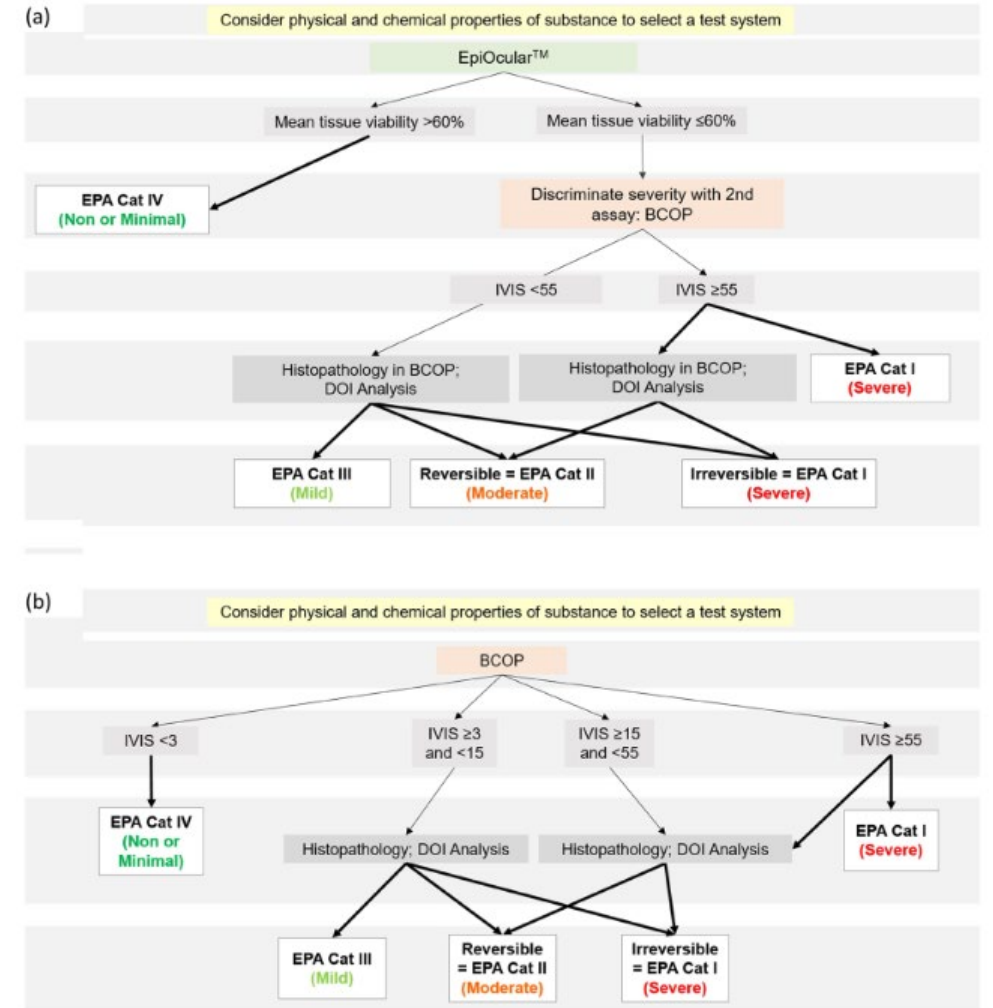 (a)
Consider physical and chemical properties of substance to select a test system
EpiOcular™
Mean tissue viability >60%
Mean tissue viability ≤60%
EPA Cat IV
(Non or Minimal)
Discriminate severity with 2nd
assay: BCOP
IVIS <55
IVIS ≥55
Histopathology in BCOP;
DOI Analysis
Histopathology in BCOP;
DOI Analysis
EPA Cat I
(Severe)
EPA Cat III
(Mild)
Reversible = EPA Cat II
(Moderate)
Irreversible = EPA Cat I
(Severe)
(b)
Consider physical and chemical properties of substance to select a test system
BCOP
IVIS <3
IVIS ≥3
and <15
IVIS ≥15
and <55
IVIS ≥55
EPA Cat IV
(Non or
Minimal)
Histopathology; DOI Analysis
Histopathology; DOI Analysis
EPA Cat I
(Severe)
EPA Cat III
(Mild)
Reversible
= EPA Cat II
(Moderate)
Irreversible
= EPA Cat I
(Severe)